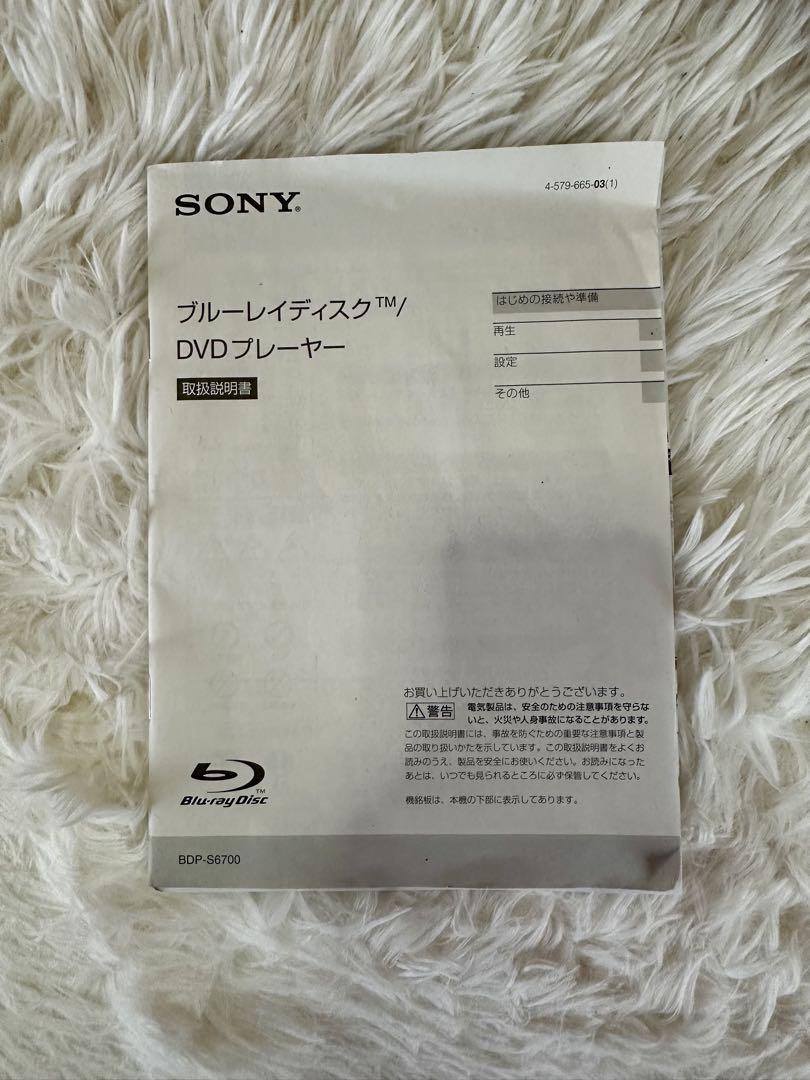 SONY®
4-579-665-03(1)
ブルーレイディスク™/
DVDプレーヤー
取扱説明書
はじめの接続や準備
再生
設定
その他
お買い上げいただきありがとうございます。
⚠警告 電気製品は、安全のための注意事項を守らな
いと、火災や人身事故になることがあります。
この取扱説明書には、事故を防ぐための重要な注意事項と製
品の取り扱いかたを示しています。この取扱説明書をよくお
読みのうえ、製品を安全にお使いください。お読みになった
あとは、いつでも見られるところに必ず保管してください。
機銘板は、本機の下部に表示してあります。
Blu-ray Disc™
BDP-S6700